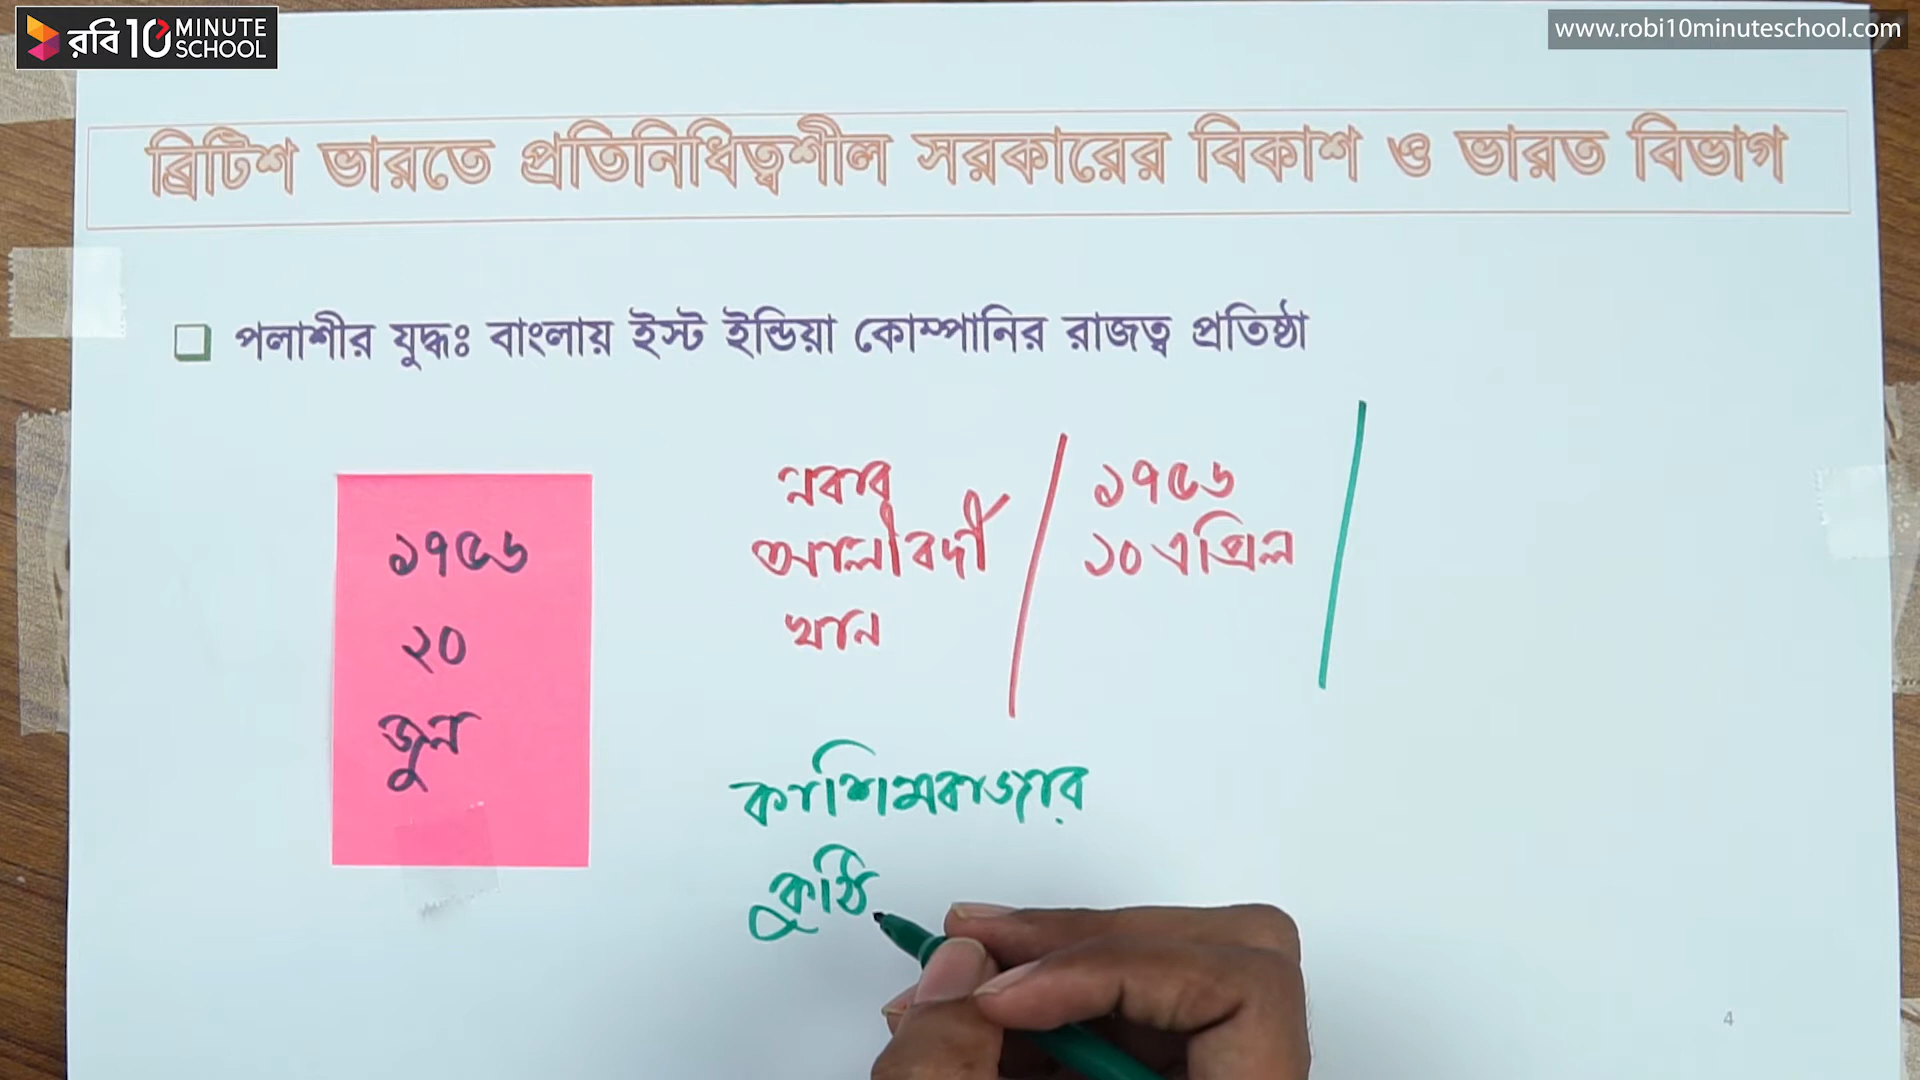 রবি 10 MINUTE SCHOOL
www.robi10minuteschool.com
ব্রিটিশ ভারতে প্রতিনিধিত্বশীল সরকারের বিকাশ ও ভারত বিভাগ
পলাশীর যুদ্ধঃ বাংলায় ইস্ট ইন্ডিয়া কোম্পানির রাজত্ব প্রতিষ্ঠা
১৭৫৬
২০
জুন
নবাব
আলীবর্দী
খান
১৭৫৬
১০ এপ্রিল
কাশিমবাজার
কুঠি
4